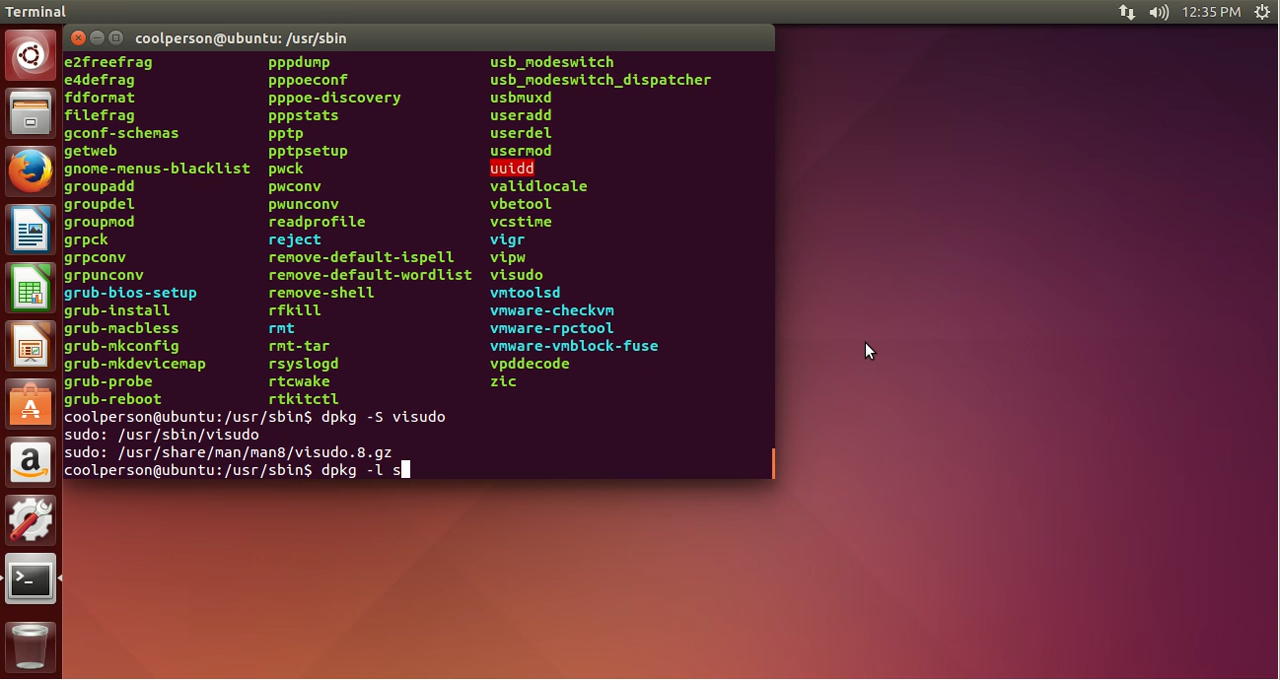 Terminal
12:35 PM
coolperson@ubuntu: /usr/sbin
e2freefrag pppdump usb_modeswitch
e4defrag pppoeconf usb_modeswitch_dispatcher
fdformat pppoe-discovery usbmuxd
filefrag pppstats useradd
gconf-schemas pptp userdel
getweb pptpsetup usermod
gnome-menus-blacklist pwck uuidd
groupadd pwconv validlocale
groupdel pwunconv vbetool
groupmod readprofile vcstime
grpck reject vigr
grpconv remove-default-ispell vipw
grpunconv remove-default-wordlist visudo
grub-bios-setup remove-shell vmtoolsd
grub-install rfkill vmware-checkvm
grub-macbless rmt vmware-rpctool
grub-mkconfig rmt-tar vmware-vmblock-fuse
grub-mkdevicemap rsyslogd vpddecode
grub-probe rtcwake zic
grub-reboot rtkitctl
coolperson@ubuntu:/usr/sbin$ dpkg -S visudo
sudo: /usr/sbin/visudo
sudo: /usr/share/man/man8/visudo.8.gz
coolperson@ubuntu:/usr/sbin$ dpkg -l s